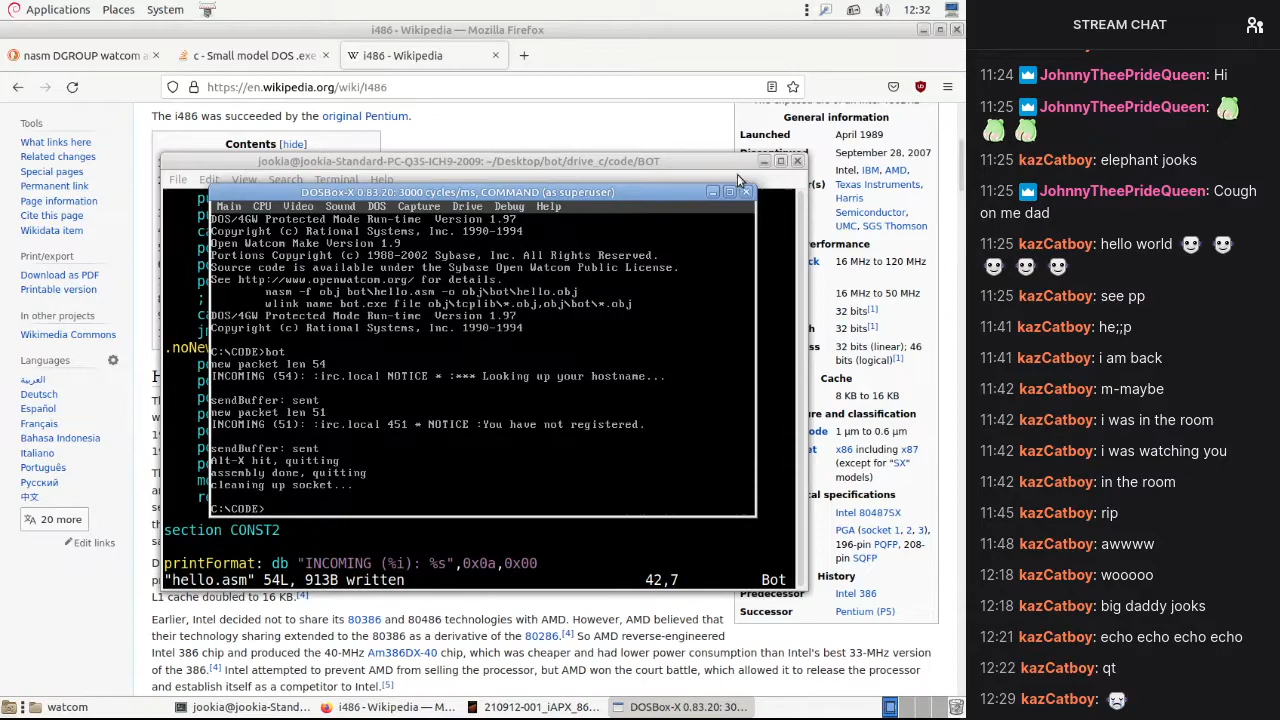 Applications Places System 12:32
i486 - Wikipedia — Mozilla Firefox
nasm DGROUP watcom a
c - Small model DOS .exe
i486 - Wikipedia
https://en.wikipedia.org/wiki/I486
Tools
What links here
Related changes
Special pages
Permanent link
Page information
Cite this page
Wikidata item
Print/export
Download as PDF
Printable version
In other projects
Wikimedia Commons
Languages
العربية
Deutsch
Español
Français
Bahasa Indonesia
Italiano
Português
Русский
中文
20 more
Edit links
The i486 was succeeded by the original Pentium.
Contents [hide]
jookia@jookia-Standard-PC-Q35-ICH9-2009: ~/Desktop/bot/drive_c/code/BOT
File Edit View Search Terminal Help
DOSBox-X 0.83.20: 3000 cycles/ms, COMMAND (as superuser)
Main CPU Video Sound DOS Capture Drive Debug Help
DOS/4GW Protected Mode Run-time Version 1.97
Copyright (c) Rational Systems, Inc. 1990-1994
Open Watcom Make Version 1.9
Portions Copyright (c) 1988-2002 Sybase, Inc. All Rights Reserved.
Source code is available under the Sybase Open Watcom Public License.
See http://www.openwatcom.org/ for details.
nasm -f obj bot\hello.asm -o obj\bot\hello.obj
wlink name bot.exe file obj\tcplib\*.obj,obj\bot\*.obj
DOS/4GW Protected Mode Run-time Version 1.97
Copyright (c) Rational Systems, Inc. 1990-1994
C:\CODE>bot
new packet len 54
INCOMING (54): :irc.local NOTICE * :*** Looking up your hostname...
sendBuffer: sent
new packet len 51
INCOMING (51): :irc.local 451 * NOTICE :You have not registered.
sendBuffer: sent
Alt-X hit, quitting
assembly done, quitting
cleaning up socket...
C:\CODE>
.noNew
section CONST2
printFormat: db "INCOMING (%i): %s",0x0a,0x00
"hello.asm" 54L, 913B written 42,7 Bot
L1 cache doubled to 16 KB.[4]
Earlier, Intel decided not to share its 80386 and 80486 technologies with AMD. However, AMD believed that
their technology sharing extended to the 80386 as a derivative of the 80286.[4] So AMD reverse-engineered
Intel 386 chip and produced the 40-MHz Am386DX-40 chip, which was cheaper and had lower power consumption than Intel's best 33-MHz version
of the 386.[4] Intel attempted to prevent AMD from selling the processor, but AMD won the court battle, which allowed it to release the processor
and establish itself as a competitor to Intel.[5]
General information
Launched April 1989
September 28, 2007
Intel, IBM, AMD,
Texas Instruments,
Harris
Semiconductor,
UMC, SGS Thomson
16 MHz to 120 MHz
16 MHz to 50 MHz
32 bits[1]
32 bits[1]
32 bits (linear); 46
bits (logical)[1]
Cache
8 KB to 16 KB
1 μm to 0.6 μm
x86 including x87
(except for "SX"
models)
Intel 80487SX
PGA (socket 1, 2, 3),
196-pin PQFP, 208-
pin SQFP
History
Predecessor Intel 386
Successor Pentium (P5)
watcom
jookia@jookia-Stand...
i486 - Wikipedia — M...
210912-001_iAPX_86...
DOSBox-X 0.83.20: 30...
STREAM CHAT
11:24 JohnnyTheePrideQueen: Hi
11:25 JohnnyTheePrideQueen:
11:25 kazCatboy: elephant jooks
11:25 JohnnyTheePrideQueen: Cough
on me dad
11:25 kazCatboy: hello world
11:25 kazCatboy: see pp
11:41 kazCatboy: he;;p
11:41 kazCatboy: i am back
11:42 kazCatboy: m-maybe
11:42 kazCatboy: i was in the room
11:42 kazCatboy: i was watching you
11:42 kazCatboy: in the room
11:45 kazCatboy: rip
11:48 kazCatboy: awwww
12:18 kazCatboy: wooooo
12:18 kazCatboy: big daddy jooks
12:21 kazCatboy: echo echo echo echo
12:22 kazCatboy: qt
12:29 kazCatboy: